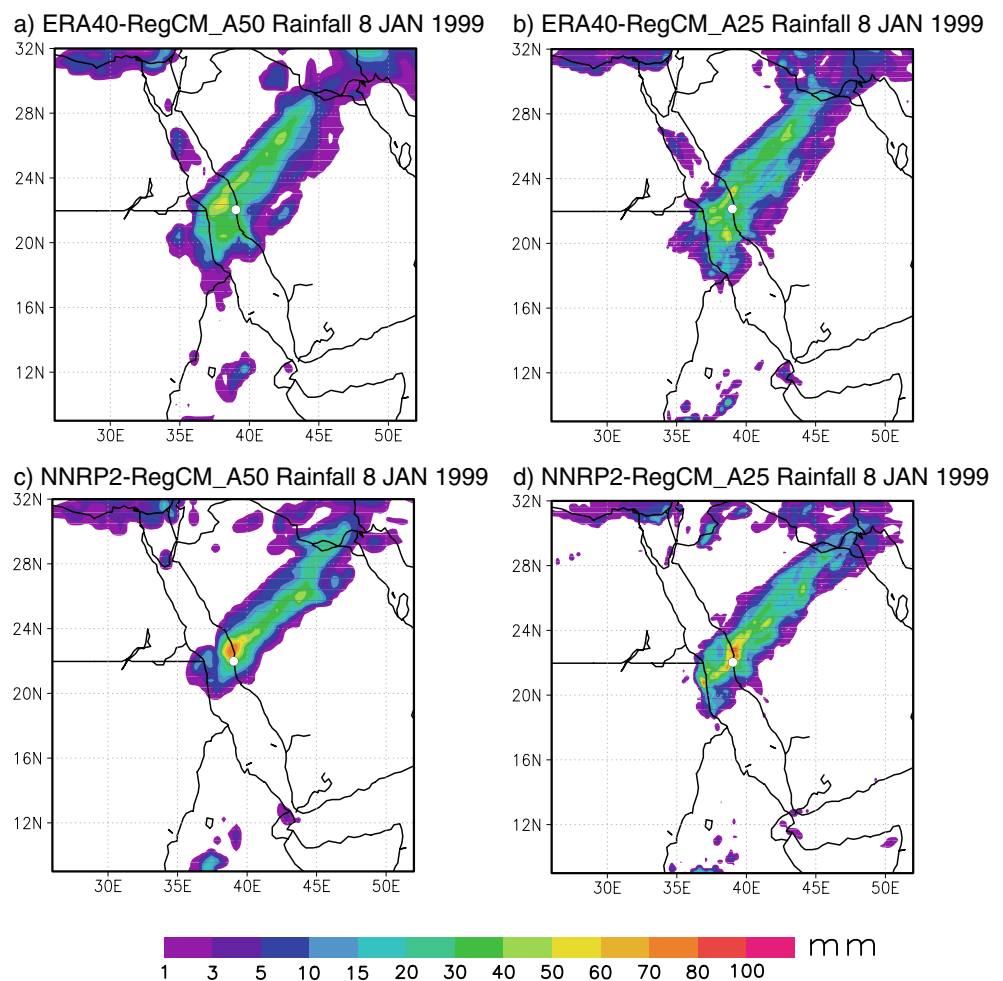 a) ERA40-RegCM_A50 Rainfall 8 JAN 1999
b) ERA40-RegCM_A25 Rainfall 8 JAN 1999
32N
28N
24N
20N
16N
12N
30E 35E 40E 45E 50E
32N
28N
24N
20N
16N
12N
30E 35E 40E 45E 50E
c) NNRP2-RegCM_A50 Rainfall 8 JAN 1999
d) NNRP2-RegCM_A25 Rainfall 8 JAN 1999
32N
28N
24N
20N
16N
12N
30E 35E 40E 45E 50E
32N
28N
24N
20N
16N
12N
30E 35E 40E 45E 50E
mm
1 3 5 10 15 20 30 40 50 60 70 80 100